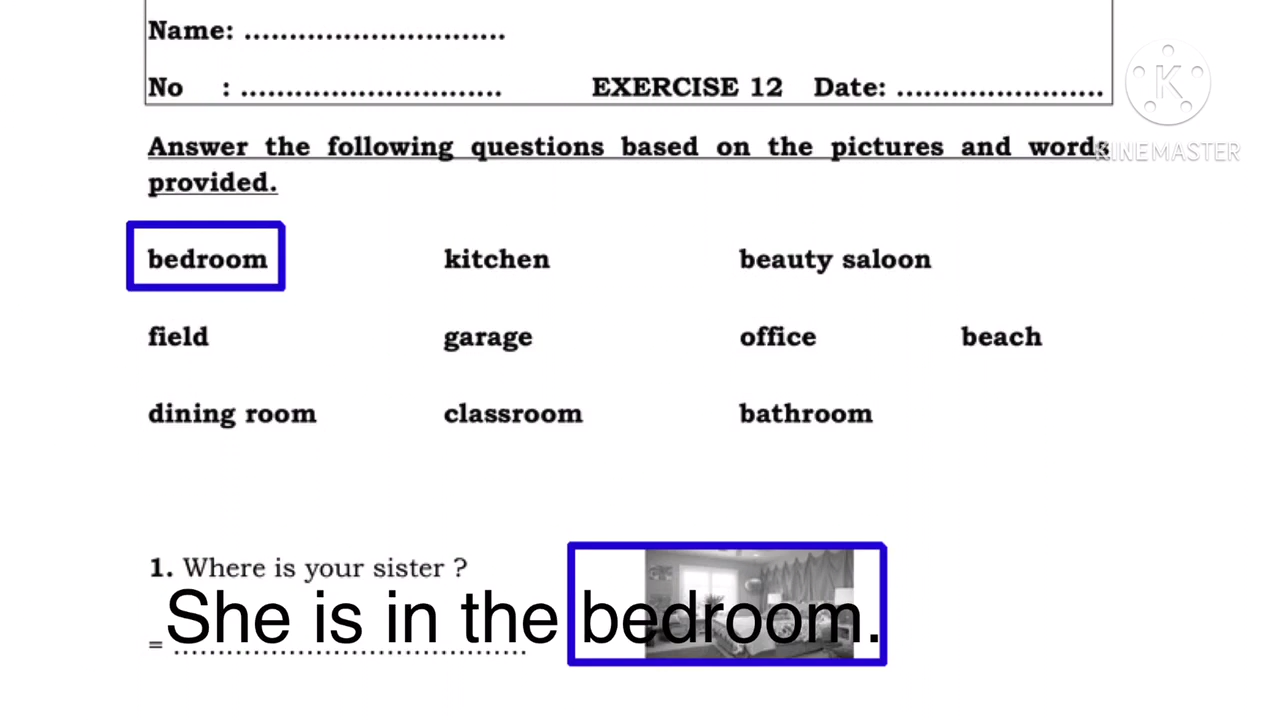 Name: .............................
No : ............................. EXERCISE 12 Date: .......................
K
KINEMASTER
Answer the following questions based on the pictures and words
provided.
bedroom kitchen beauty saloon
field garage office beach
dining room classroom bathroom
1. Where is your sister ?
She is in the bedroom.
= .......................................